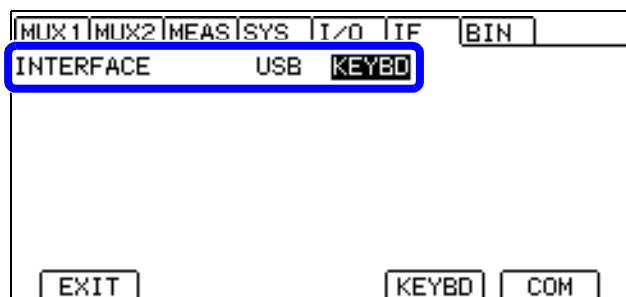 MUX1 MUX2 MEAS SYS I/O IF BIN
INTERFACE USB KEYBD
EXIT KEYBD COM